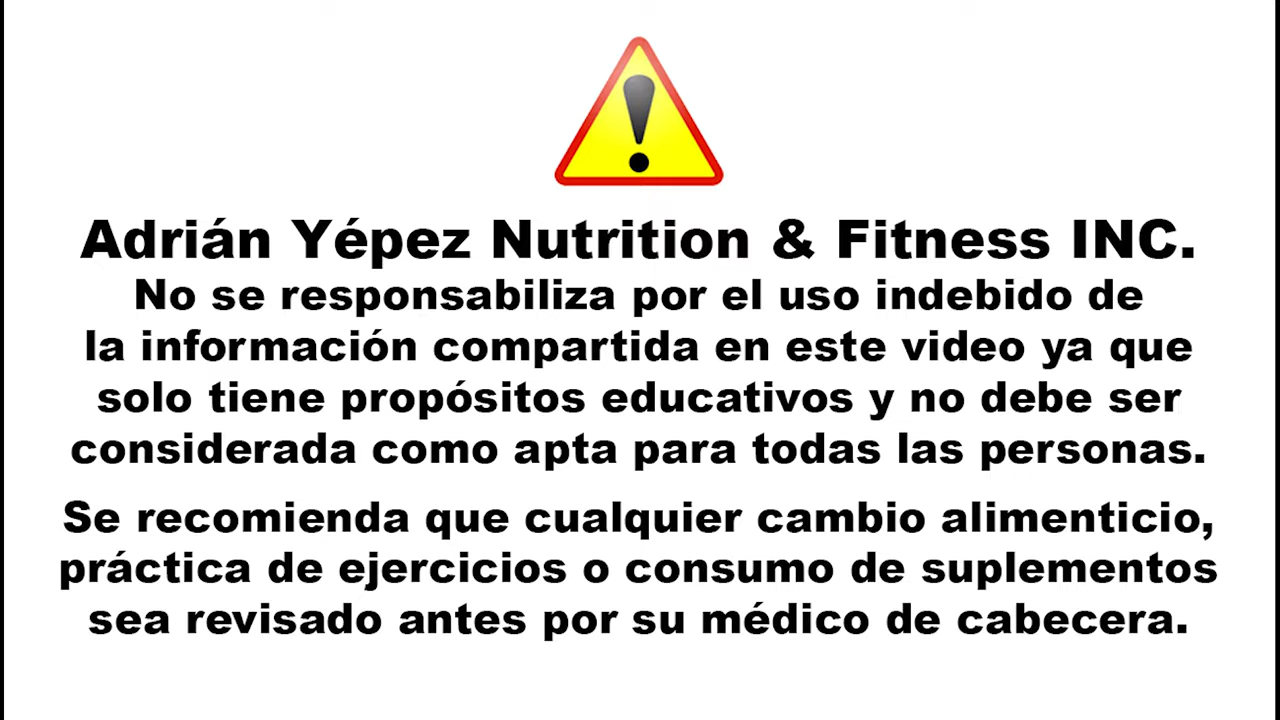 Adrián Yépez Nutrition & Fitness INC.
No se responsabiliza por el uso indebido de
la información compartida en este video ya que
solo tiene propósitos educativos y no debe ser
considerada como apta para todas las personas.
Se recomienda que cualquier cambio alimenticio,
práctica de ejercicios o consumo de suplementos
sea revisado antes por su médico de cabecera.